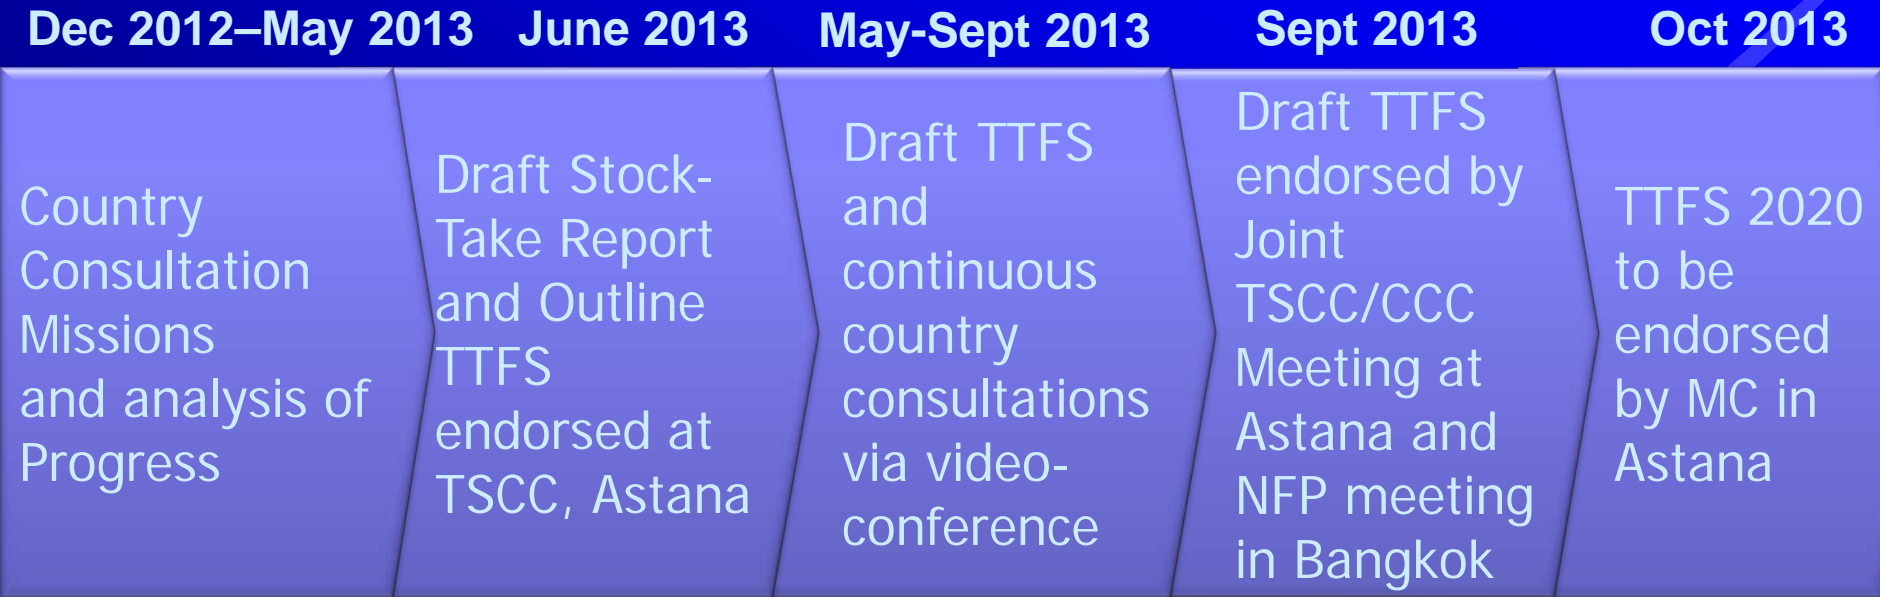 Dec 2012–May 2013
Country
Consultation
Missions
and analysis of
Progress
June 2013
Draft Stock-
Take Report
and Outline
TTFS
endorsed at
TSCC, Astana
May-Sept 2013
Draft TTFS
and
continuous
country
consultations
via video-
conference
Sept 2013
Draft TTFS
endorsed by
Joint
TSCC/CCC
Meeting at
Astana and
NFP meeting
in Bangkok
Oct 2013
TTFS 2020
to be
endorsed
by MC in
Astana